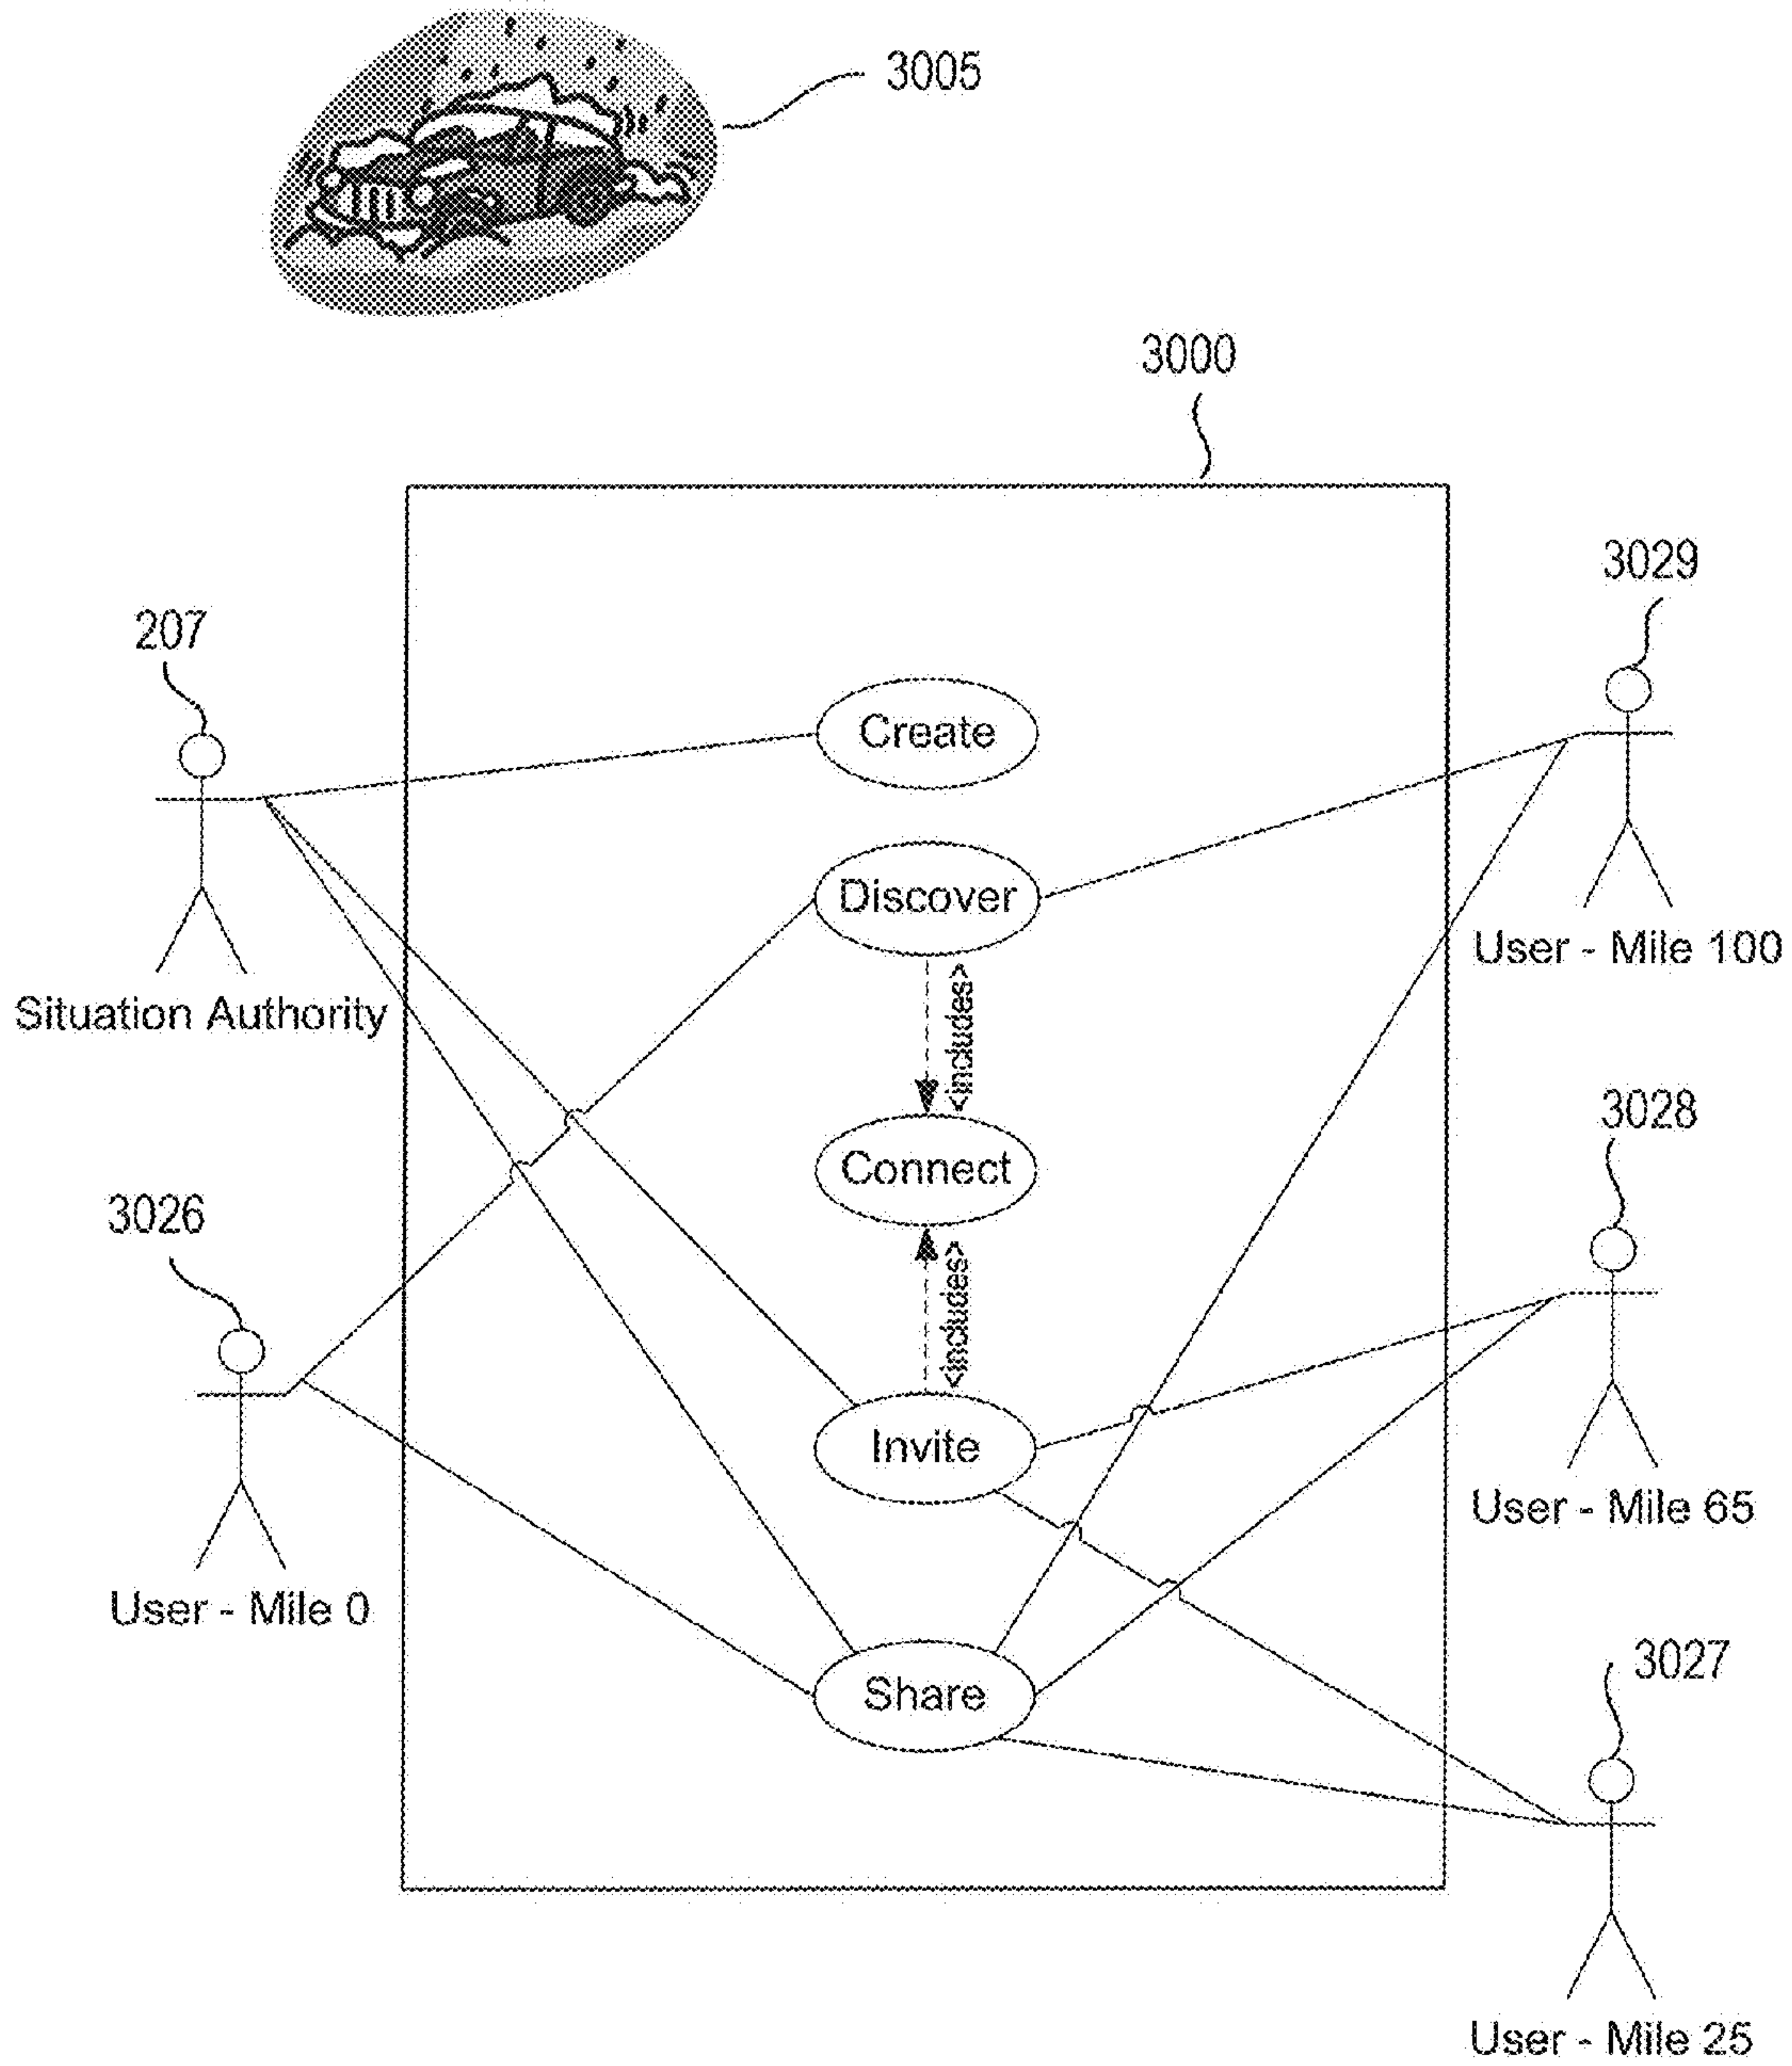 3005
3000
3029
207
Create
Discover
User - Mile 100
Situation Authority
<includes>
3028
Connect
3026
<includes>
Invite
User - Mile 65
User - Mile 0
3027
Share
User - Mile 25